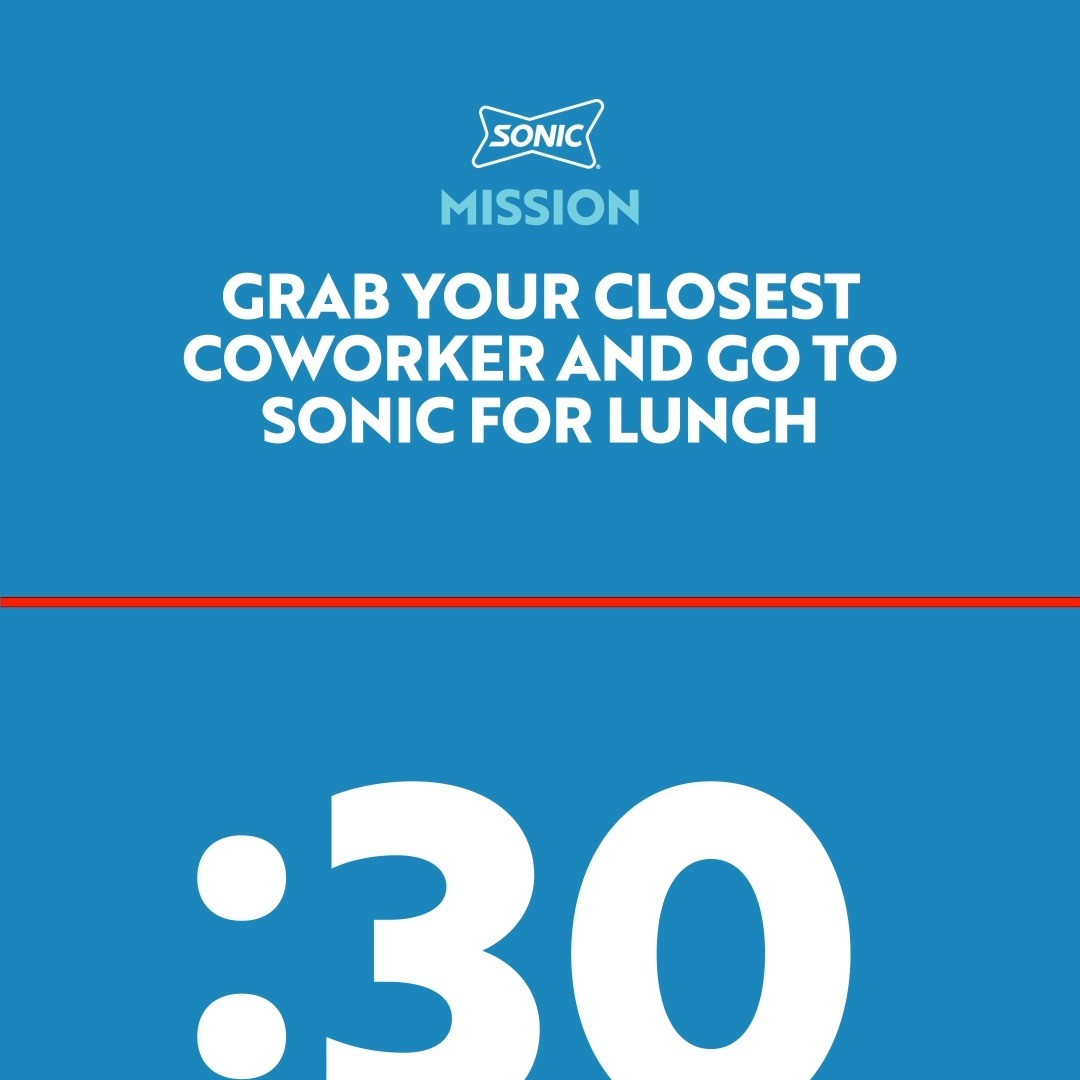 SONIC
MISSION
GRAB YOUR CLOSEST
COWORKER AND GO TO
SONIC FOR LUNCH
:30